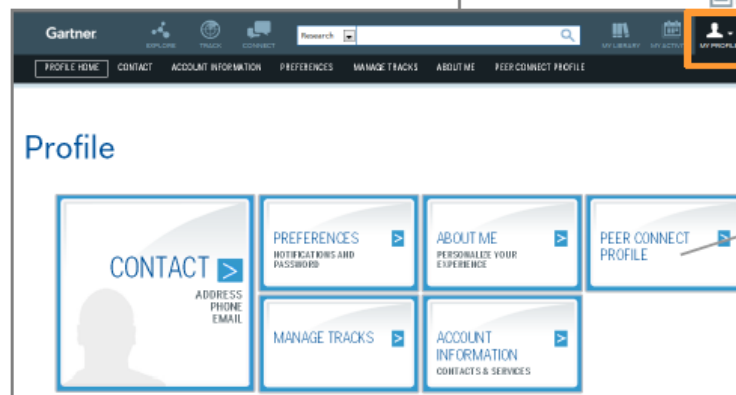 Gartner
EXPLORE
TRACK
CONNECT
Research
MY LIBRARY
MY PROFILE
PROFILE HOME CONTACT ACCOUNT INFORMATION PREFERENCES MANAGE TRACKS ABOUT ME PEER CONNECT PROFILE
Profile
CONTACT >
ADDRESS
PHONE
EMAIL
PREFERENCES >
NOTIFICATIONS AND
PASSWORD
ABOUT ME >
PERSONALIZE YOUR
EXPERIENCE
PEER CONNECT >
PROFILE
MANAGE TRACKS >
ACCOUNT >
INFORMATION
CONTACTS & SERVICES